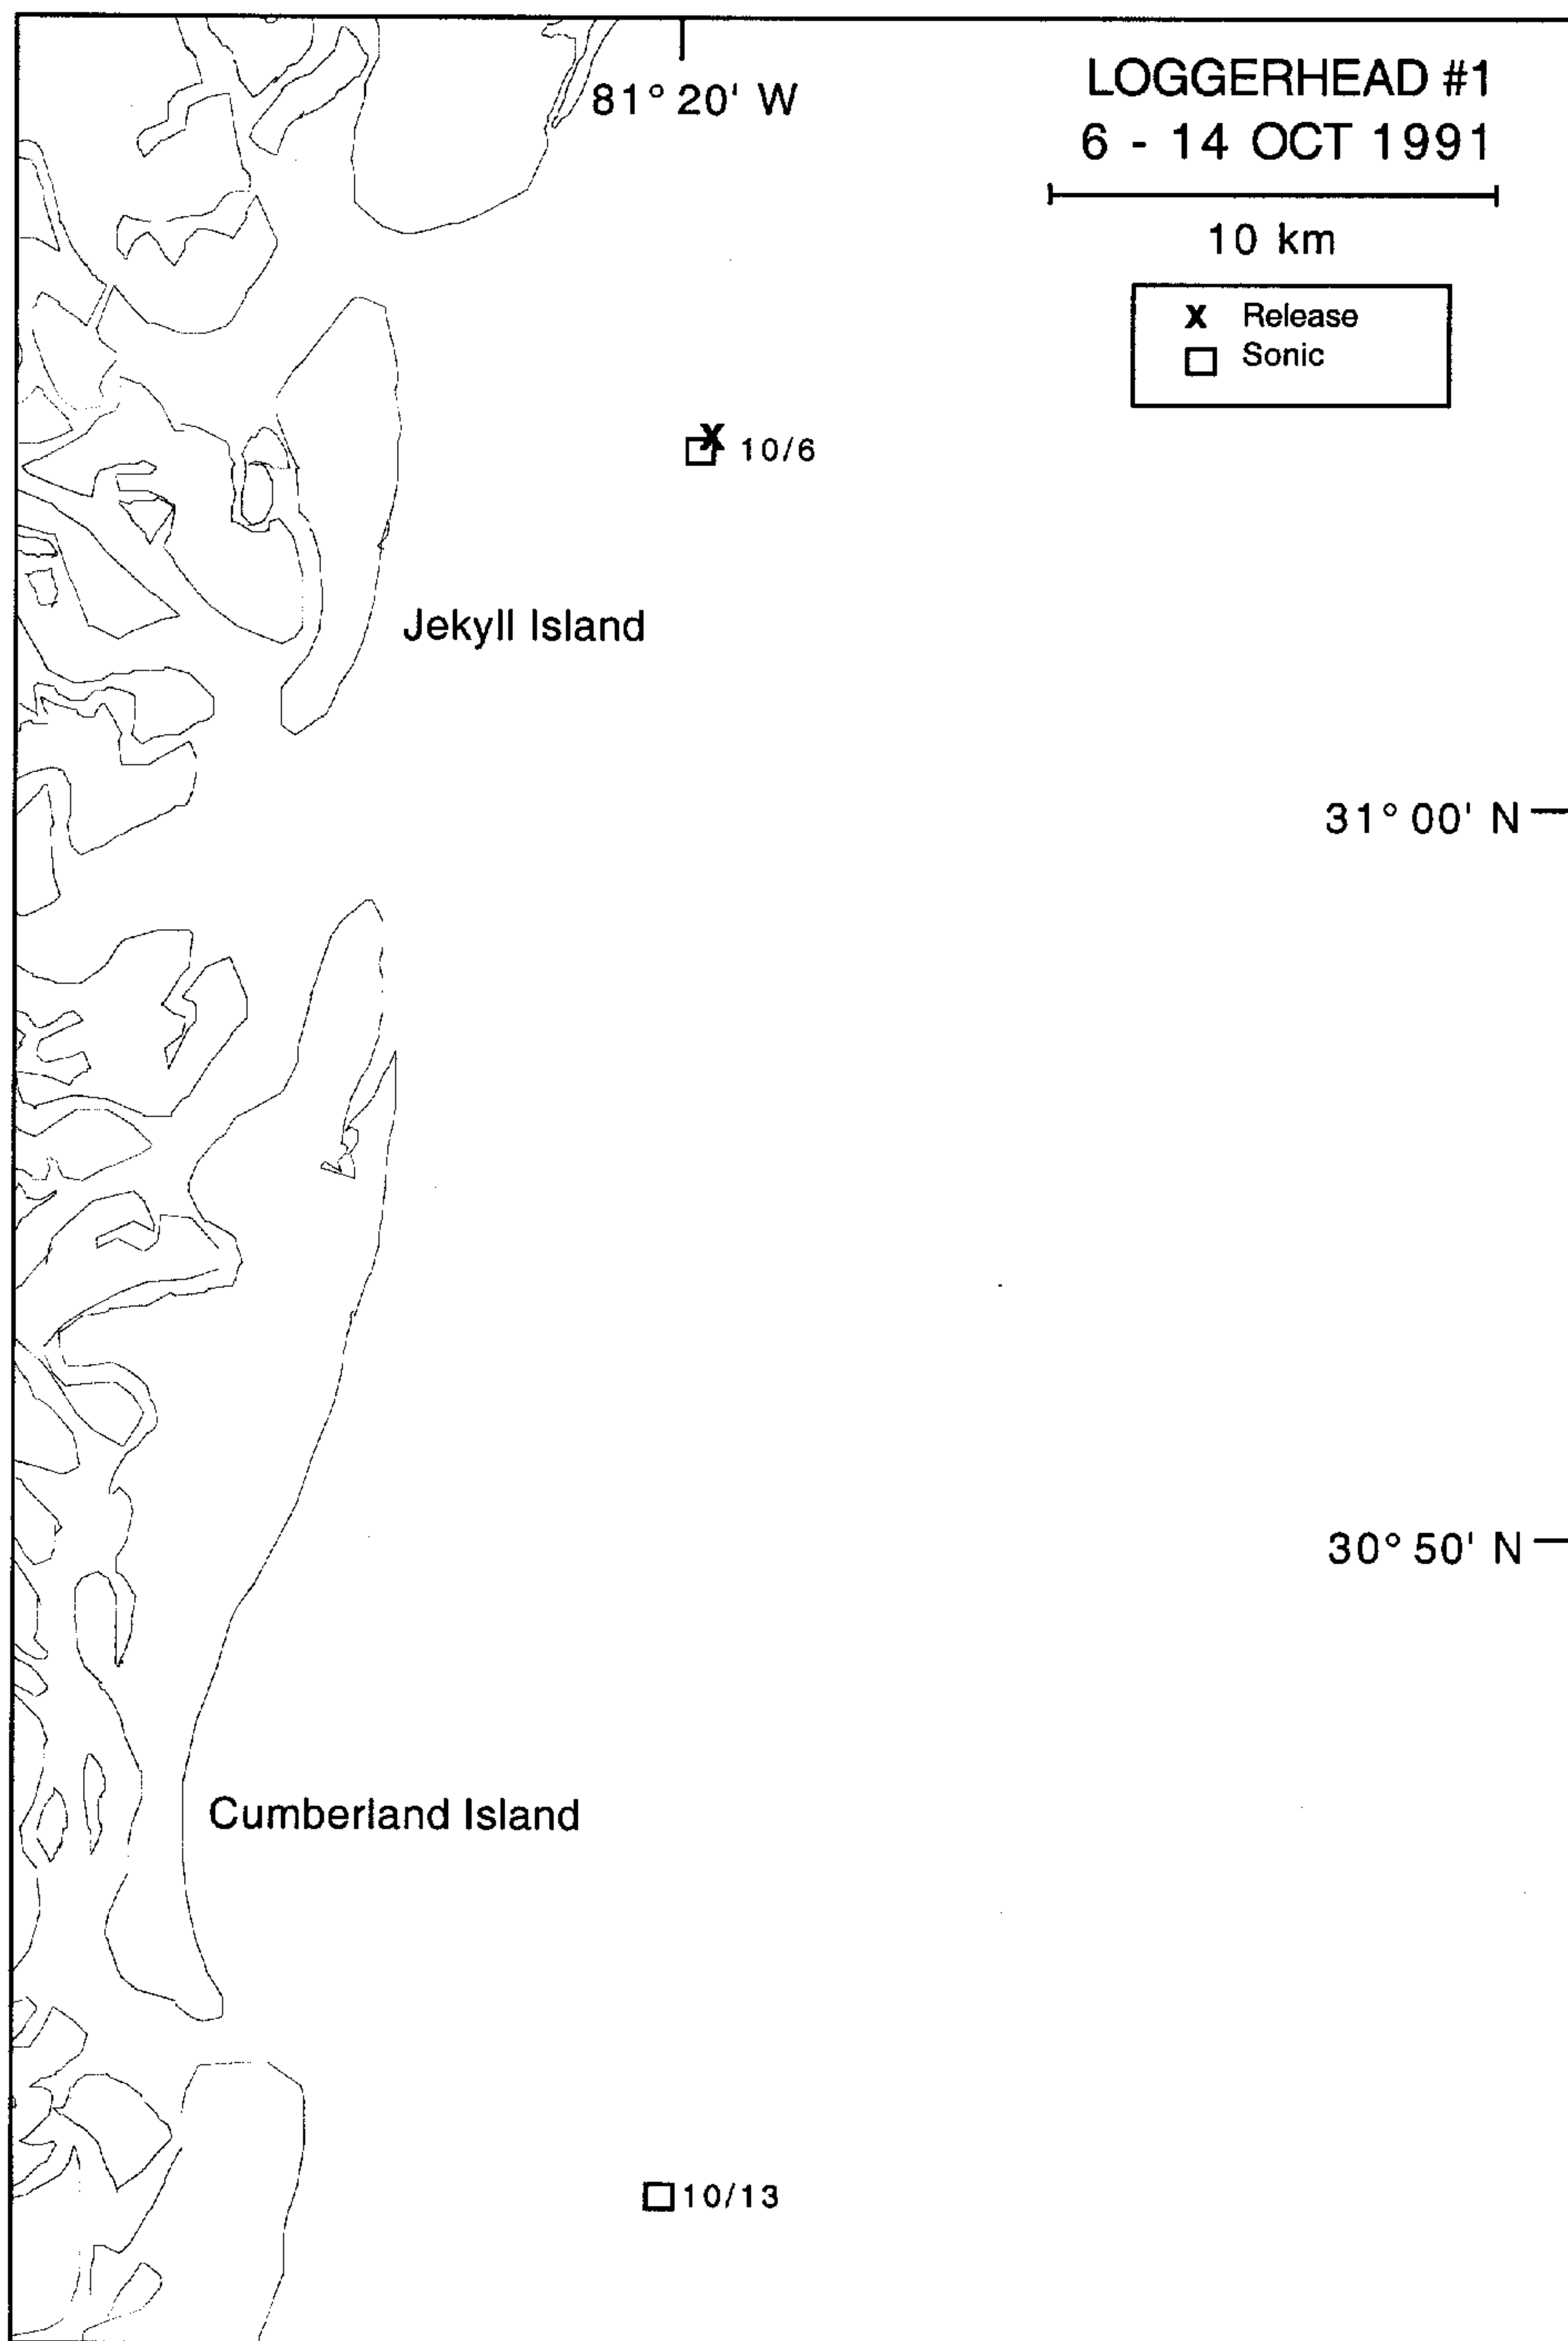 81° 20' W
LOGGERHEAD #1
6 - 14 OCT 1991
10 km
X Release
Sonic
10/6
Jekyll Island
31° 00' N
30° 50' N
Cumberland Island
10/13